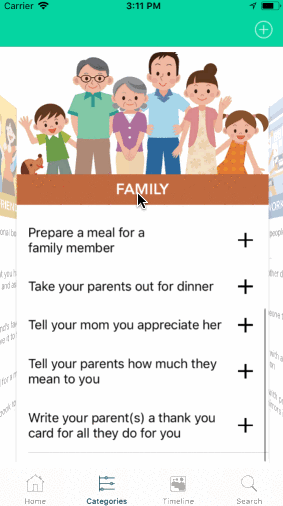 Carrier 3:11 PM
FAMILY
Prepare a meal for a
family member
Take your parents out for dinner
Tell your mom you appreciate her
Tell your parents how much they
mean to you
Write your parent(s) a thank you
card for all they do for you
Home Categories Timeline Search